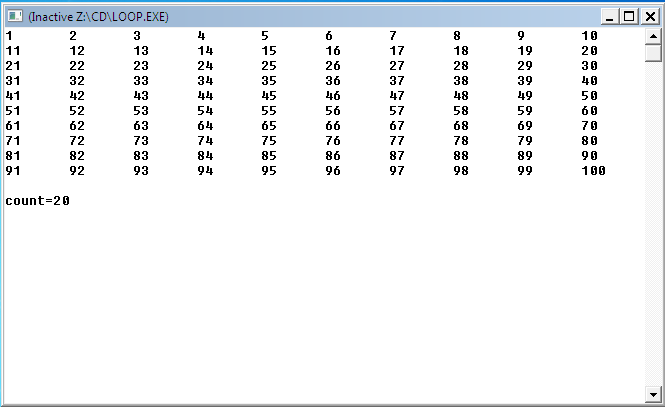 (Inactive Z:\CD\LOOP.EXE)
1 2 3 4 5 6 7 8 9 10
11 12 13 14 15 16 17 18 19 20
21 22 23 24 25 26 27 28 29 30
31 32 33 34 35 36 37 38 39 40
41 42 43 44 45 46 47 48 49 50
51 52 53 54 55 56 57 58 59 60
61 62 63 64 65 66 67 68 69 70
71 72 73 74 75 76 77 78 79 80
81 82 83 84 85 86 87 88 89 90
91 92 93 94 95 96 97 98 99 100
count=20